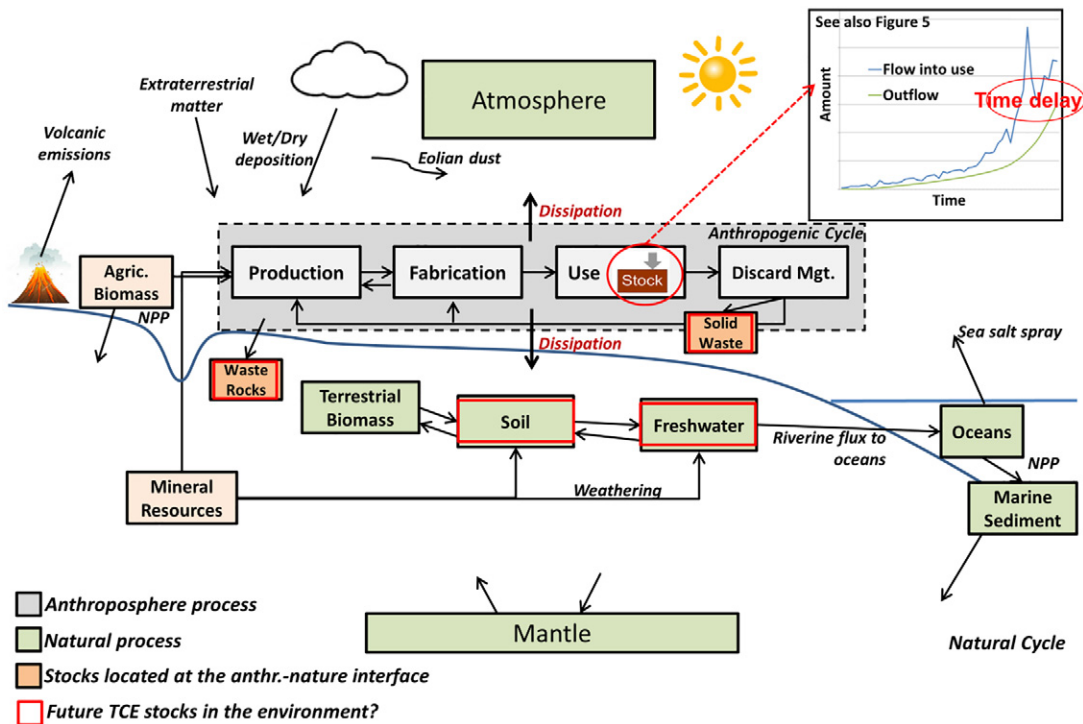 See also Figure 5
Flow into use
Outflow
Time delay
Amount
Time
Extraterrestrial
matter
Atmosphere
Volcanic
emissions
Wet/Dry
deposition
Eolian dust
Dissipation
Anthropogenic Cycle
Agric.
Biomass
Production
Fabrication
Use
Stock
Discard Mgt.
NPP
Solid
Waste
Dissipation
Sea salt spray
Waste
Rocks
Terrestrial
Biomass
Soil
Freshwater
Oceans
Riverine flux to
oceans
NPP
Mineral
Resources
Weathering
Marine
Sediment
Anthroposphere process
Mantle
Natural process
Natural Cycle
Stocks located at the anthr.-nature interface
Future TCE stocks in the environment?